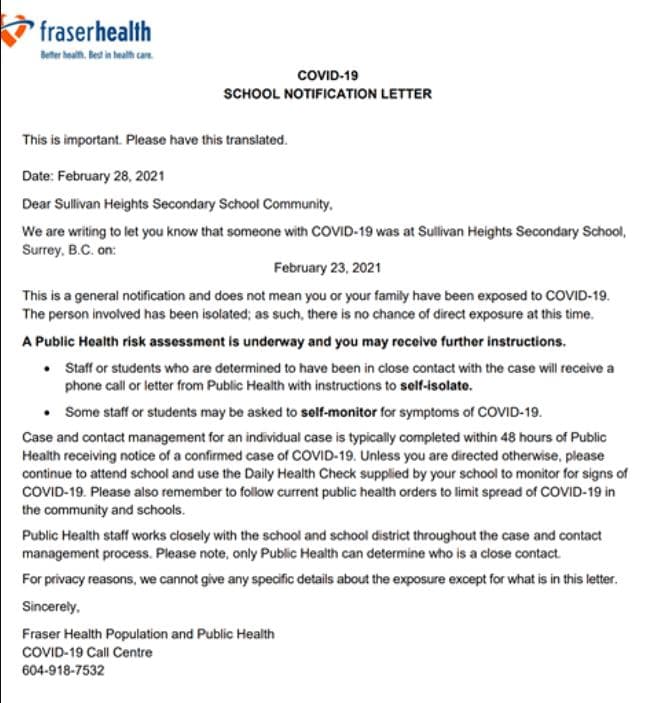 fraserhealth
Better health. Best in health care.
COVID-19
SCHOOL NOTIFICATION LETTER
This is important. Please have this translated.
Date: February 28, 2021
Dear Sullivan Heights Secondary School Community,
We are writing to let you know that someone with COVID-19 was at Sullivan Heights Secondary School,
Surrey, B.C. on:
February 23, 2021
This is a general notification and does not mean you or your family have been exposed to COVID-19.
The person involved has been isolated; as such, there is no chance of direct exposure at this time.
A Public Health risk assessment is underway and you may receive further instructions.
• Staff or students who are determined to have been in close contact with the case will receive a
phone call or letter from Public Health with instructions to self-isolate.
• Some staff or students may be asked to self-monitor for symptoms of COVID-19.
Case and contact management for an individual case is typically completed within 48 hours of Public
Health receiving notice of a confirmed case of COVID-19. Unless you are directed otherwise, please
continue to attend school and use the Daily Health Check supplied by your school to monitor for signs of
COVID-19. Please also remember to follow current public health orders to limit spread of COVID-19 in
the community and schools.
Public Health staff works closely with the school and school district throughout the case and contact
management process. Please note, only Public Health can determine who is a close contact.
For privacy reasons, we cannot give any specific details about the exposure except for what is in this letter.
Sincerely,
Fraser Health Population and Public Health
COVID-19 Call Centre
604-918-7532